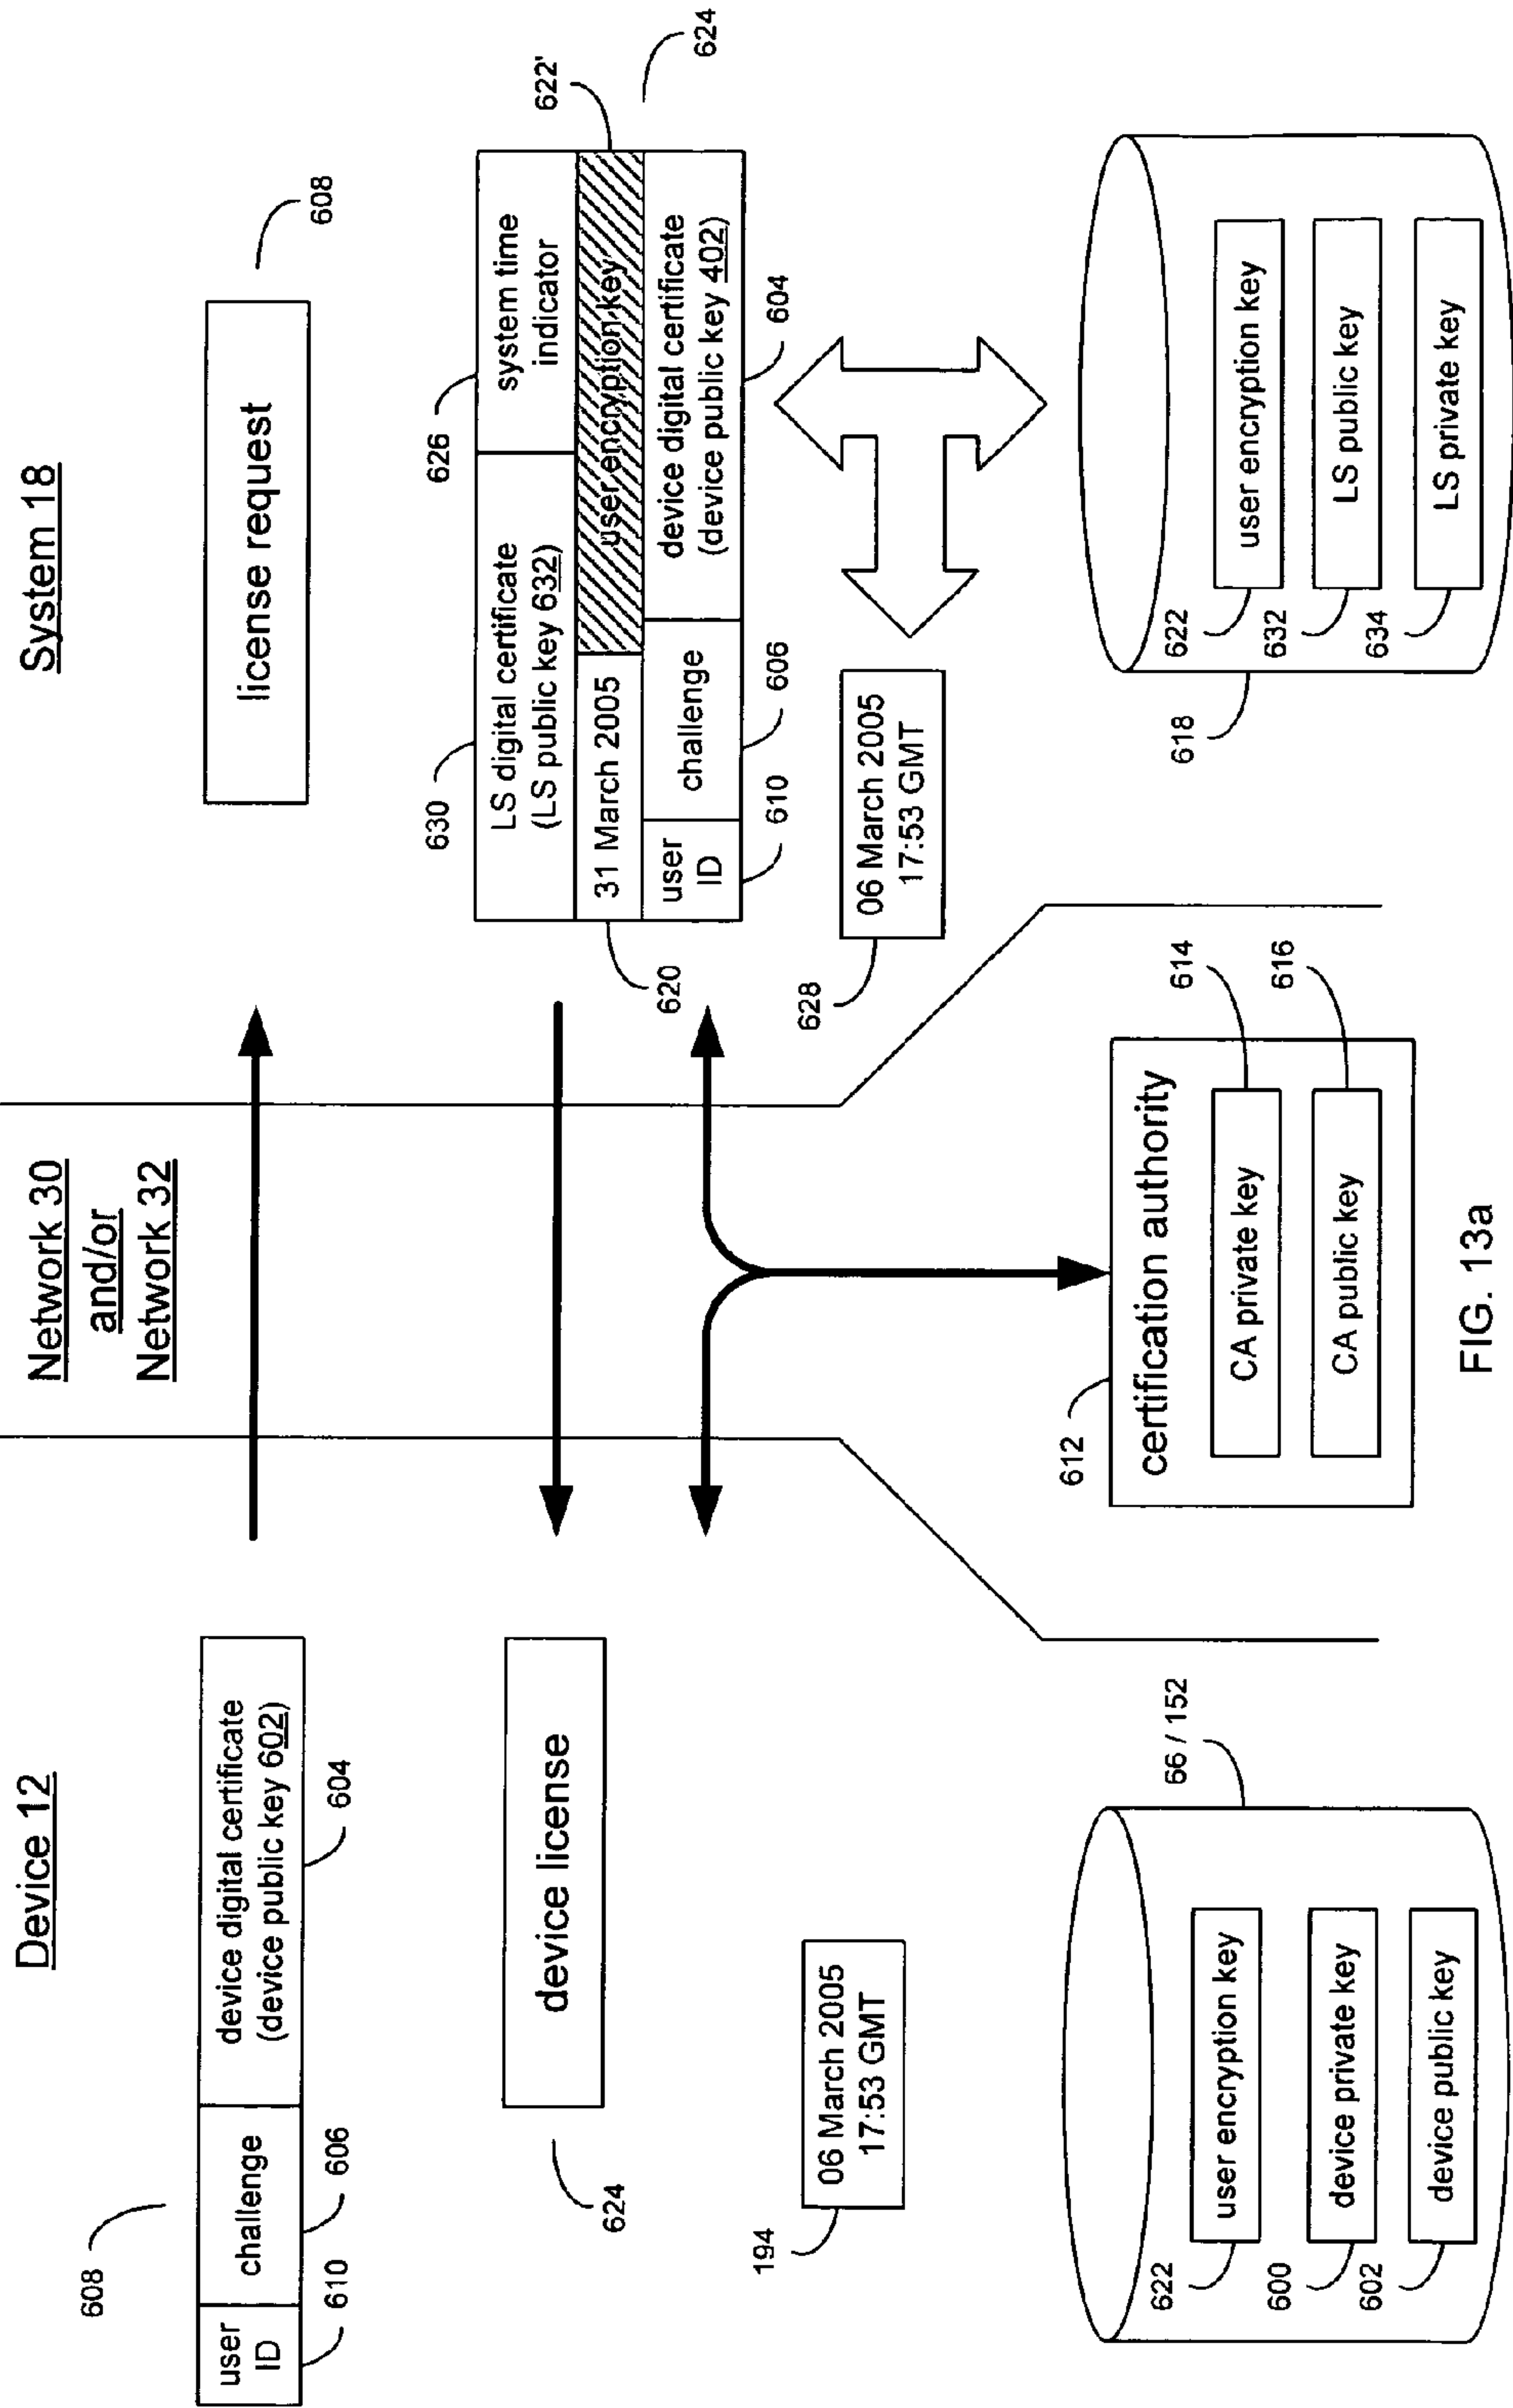 Device 12
Network 30
and/or
Network 32
System 18
608
user
ID
challenge
device digital certificate
(device public key 602)
610
606
604
license request
608
device license
624
630
626
LS digital certificate
(LS public key 632)
system time
indicator
622'
31 March 2005
user encryption key
620
624
user
ID
challenge
device digital certificate
(device public key 402)
610
606
604
194
06 March 2005
17:53 GMT
628
06 March 2005
17:53 GMT
66 / 152
622
user encryption key
600
device private key
602
device public key
612
certification authority
614
CA private key
616
CA public key
618
622
user encryption key
632
LS public key
634
LS private key
FIG. 13a